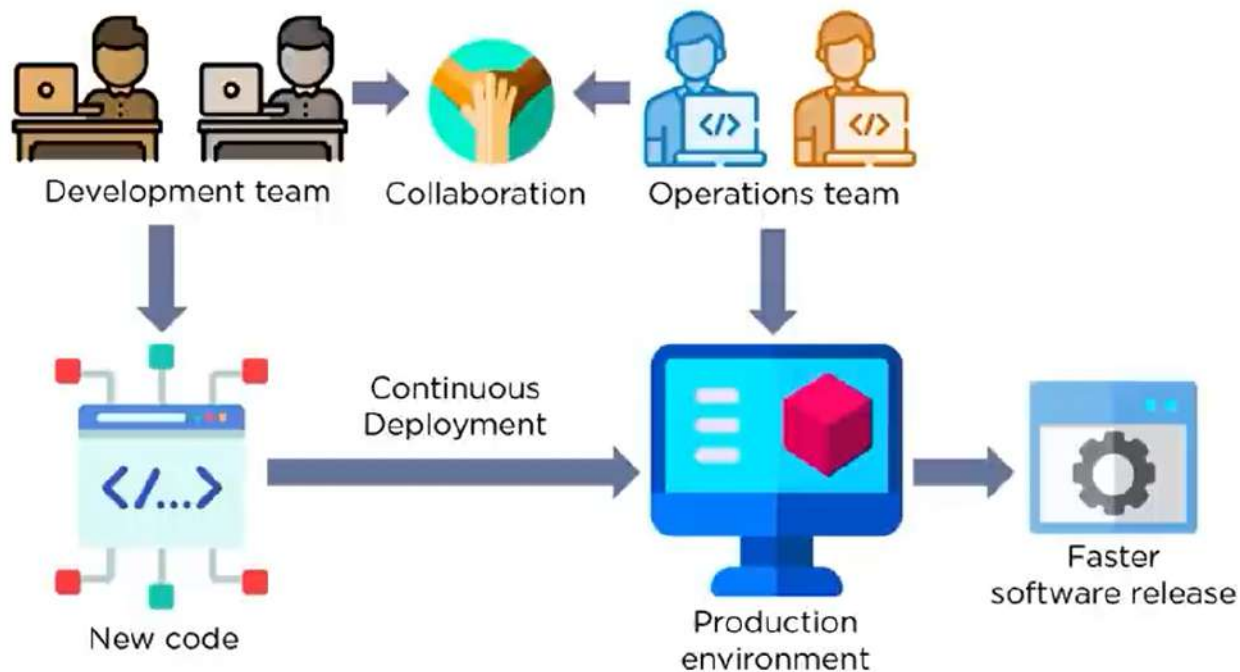 Development team
Collaboration
Operations team
</>
</>
Continuous
Deployment
</...>
New code
Production
environment
Faster
software release